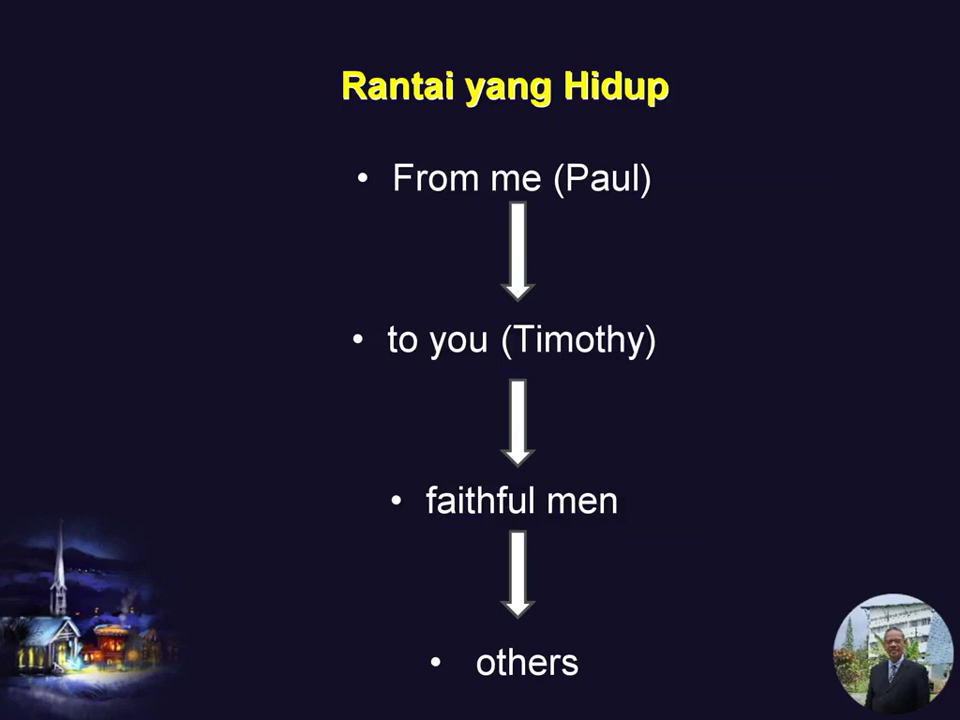 Rantai yang Hidup
• From me (Paul)
• to you (Timothy)
• faithful men
• others